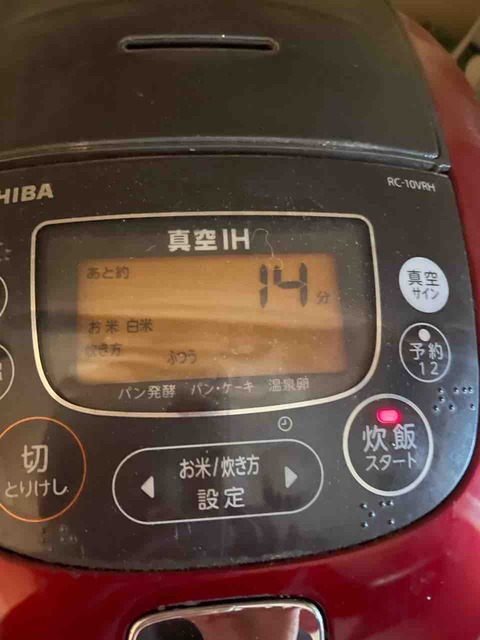 HIBA
RC-10VRH
真空IH
あと約
14分
お米 白米
炊き方 ふつう
パン発酵 パン・ケーキ 温泉卵
真空
サイン
予約
12
炊飯
スタート
お米/炊き方
設定
切
とりけし